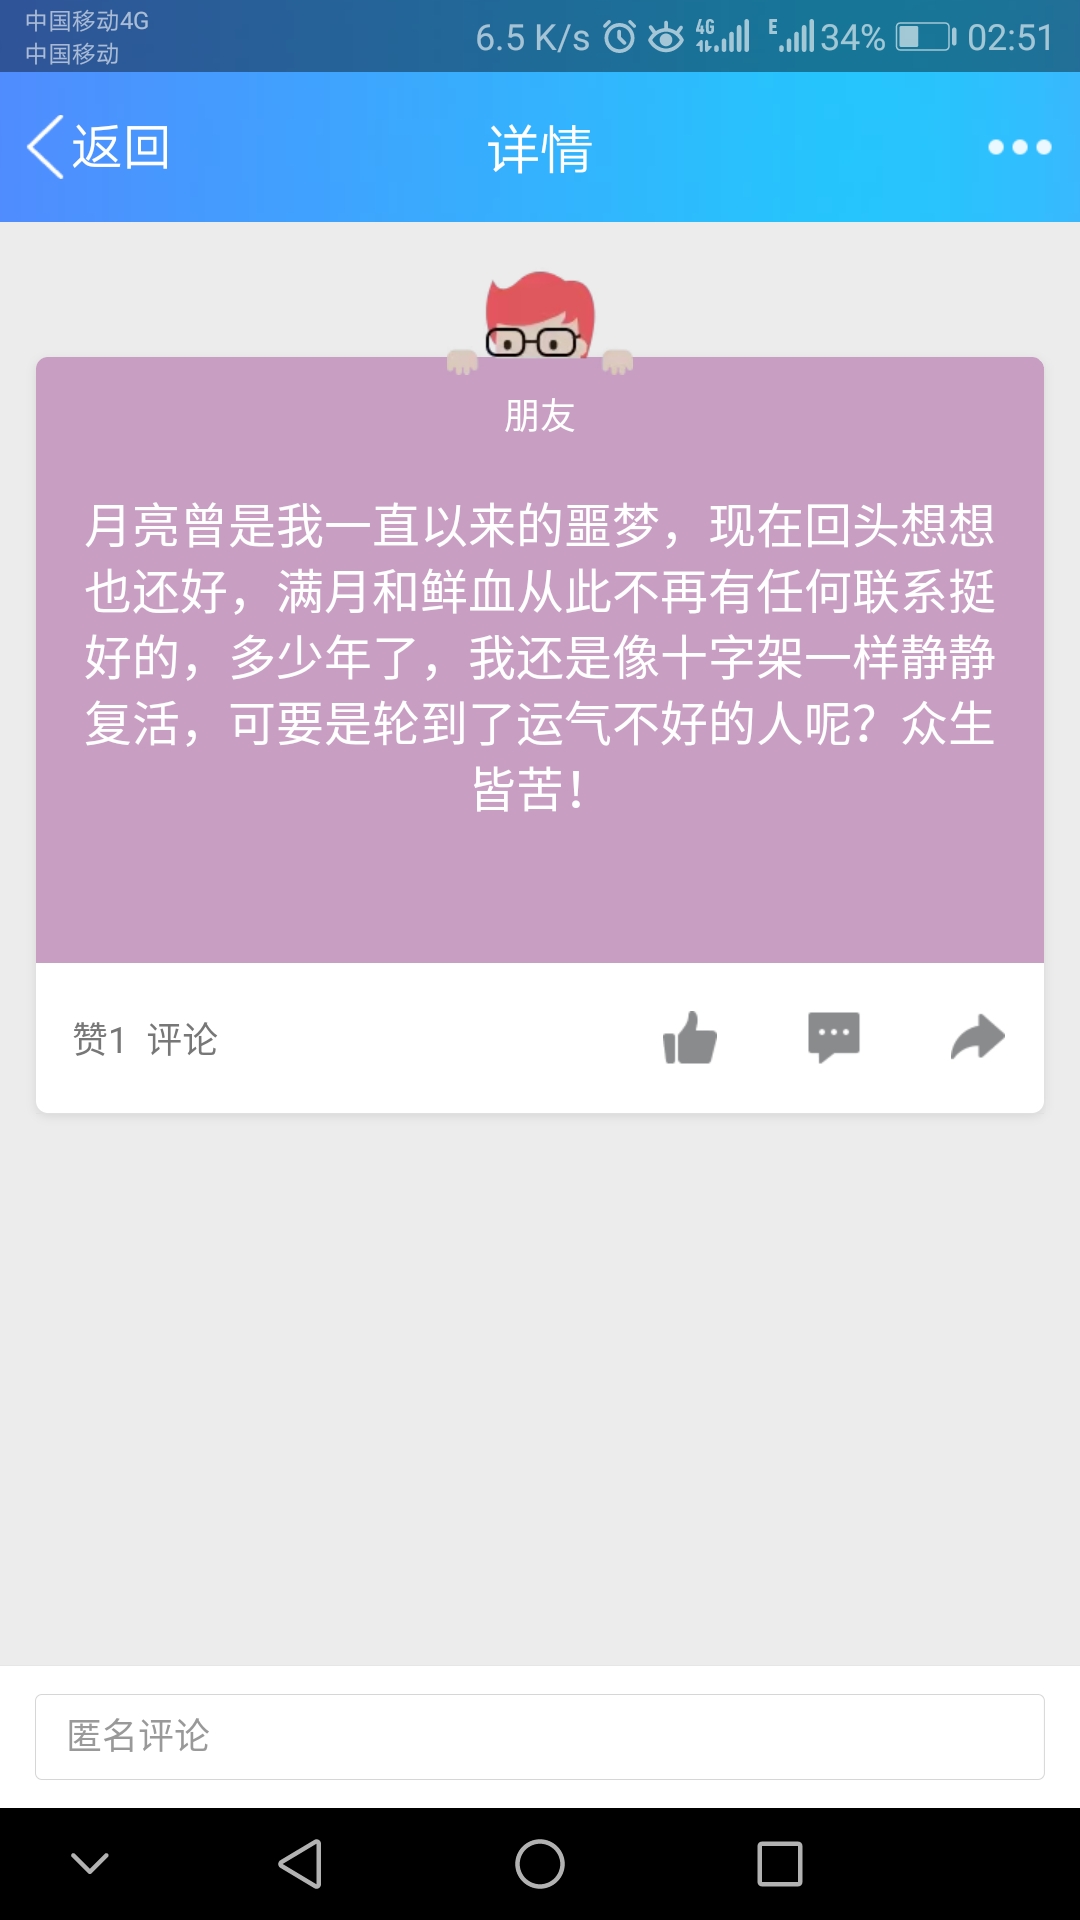 中国移动4G
中国移动
6.5 K/s 4G E 34% 02:51
返回 详情
朋友
月亮曾是我一直以来的噩梦，现在回头想想
也还好，满月和鲜血从此不再有任何联系挺
好的，多少年了，我还是像十字架一样静静
复活，可要是轮到了运气不好的人呢？众生
皆苦！
赞1 评论
匿名评论